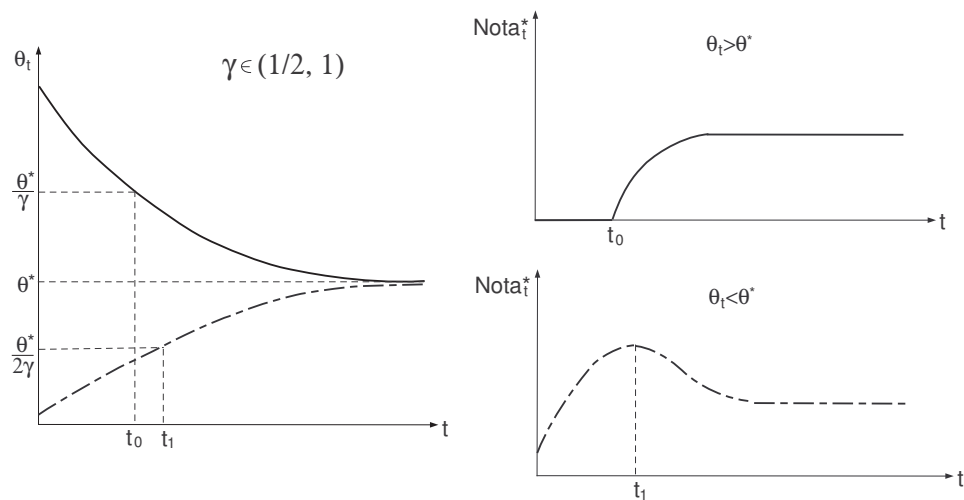 θt
γ∈(1/2, 1)
θ*
γ
θ*
θ*
2γ
t0 t1 t
Nota*t
θt>θ*
t0
t
Nota*t
θt<θ*
t1
t